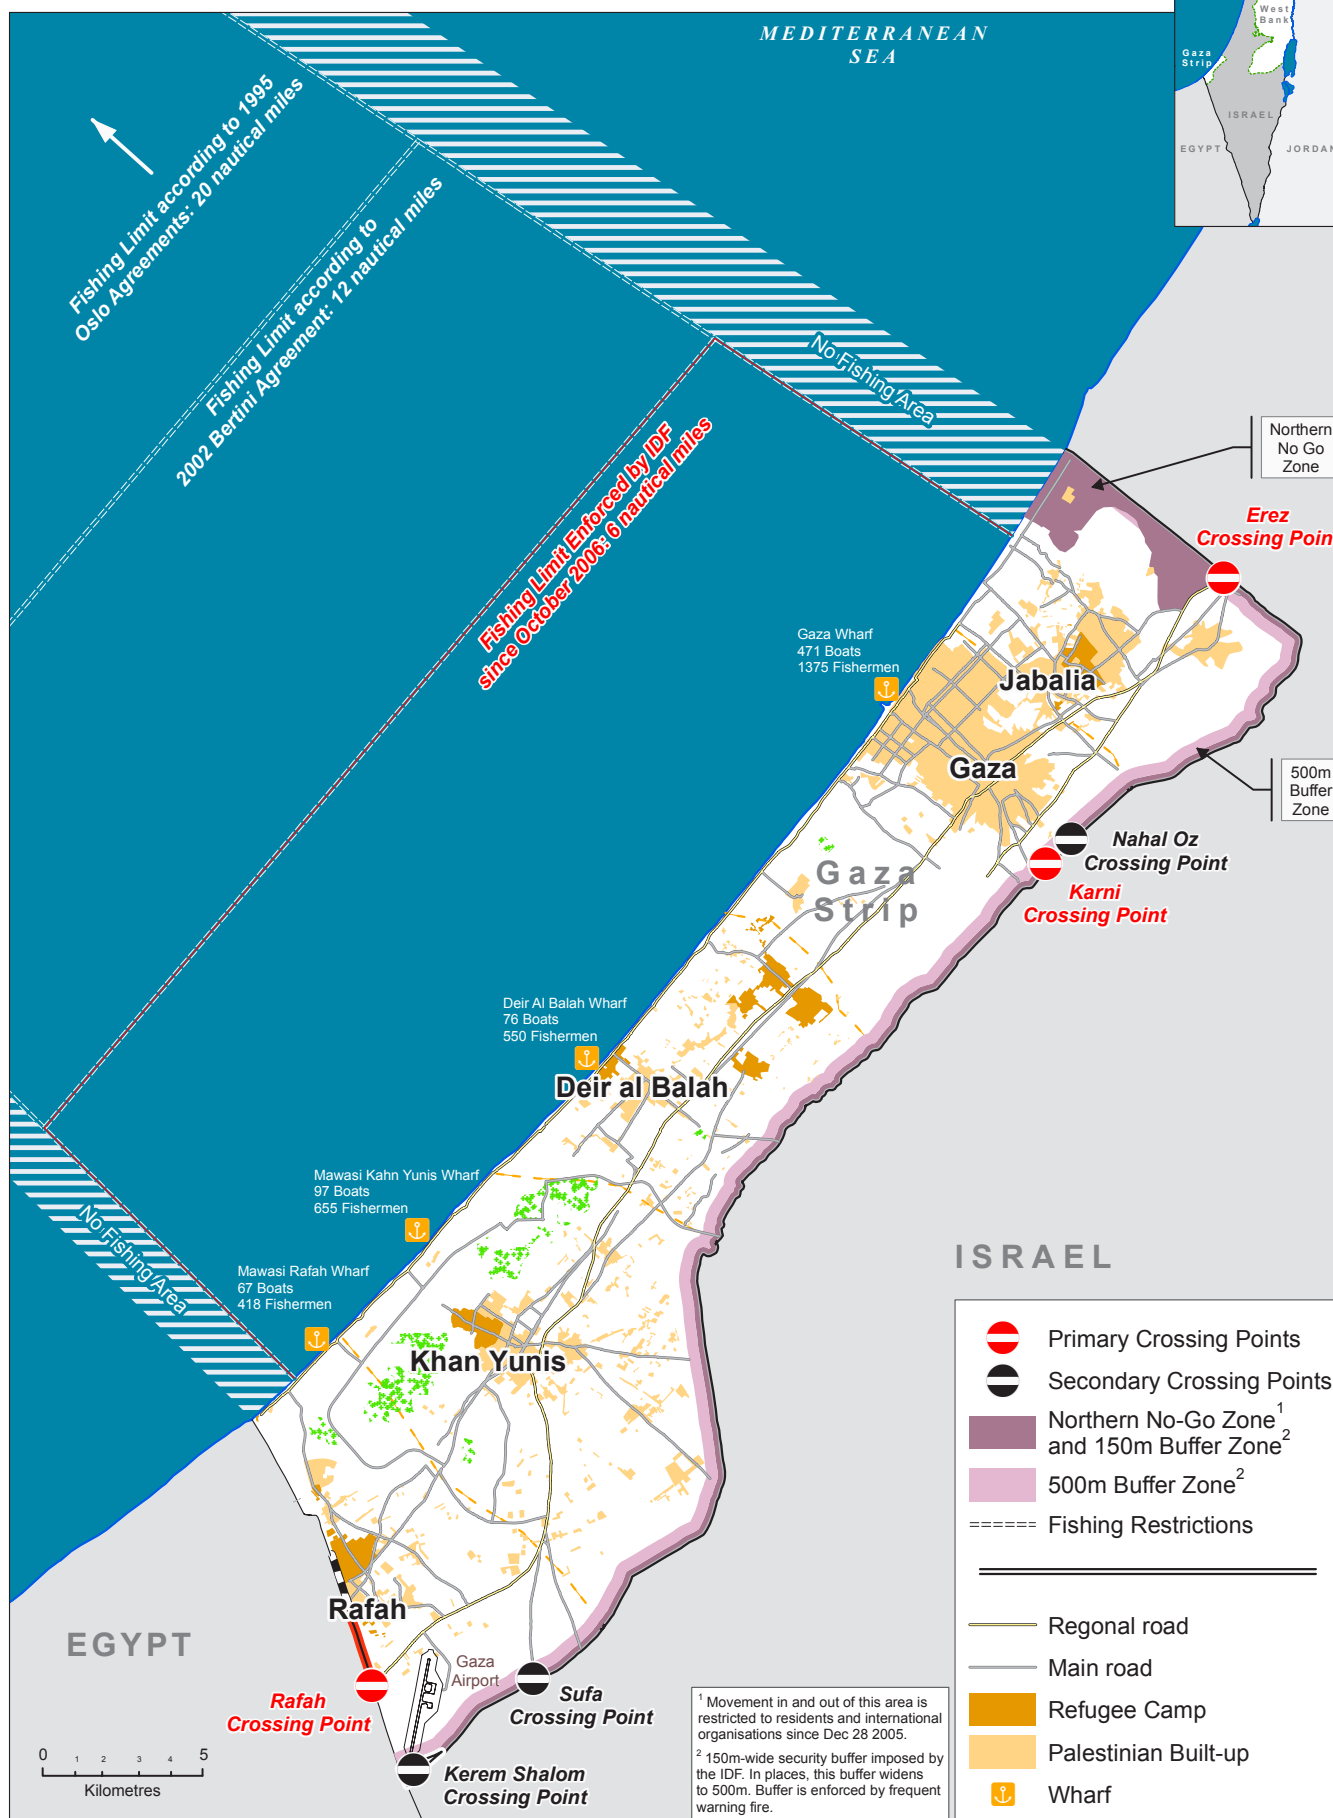 MEDITERRANEAN
SEA
West
Bank
Gaza
Strip
ISRAEL
EGYPT
JORDAN
Fishing Limit according to 1995
Oslo Agreements: 20 nautical miles
Fishing Limit according to
2002 Bertini Agreement: 12 nautical miles
Fishing Limit Enforced by IDF
since October 2006: 6 nautical miles
No Fishing Area
Northern
No Go
Zone
Erez
Crossing Poin
Gaza Wharf
471 Boats
1375 Fishermen
Jabalia
Gaza
500m
Buffer
Zone
Nahal Oz
Crossing Point
Karni
Crossing Point
Gaza
Strip
Deir Al Balah Wharf
76 Boats
550 Fishermen
Deir al Balah
Mawasi Kahn Yunis Wharf
97 Boats
655 Fishermen
No Fishing Area
Mawasi Rafah Wharf
67 Boats
418 Fishermen
Khan Yunis
ISRAEL
Rafah
EGYPT
Gaza
Airport
Rafah
Crossing Point
Sufa
Crossing Point
Kerem Shalom
Crossing Point
0 1 2 3 4 5
Kilometres
1 Movement in and out of this area is
restricted to residents and international
organisations since Dec 28 2005.
2 150m-wide security buffer imposed by
the IDF. In places, this buffer widens
to 500m. Buffer is enforced by frequent
warning fire.
Primary Crossing Points
Secondary Crossing Points
Northern No-Go Zone1
and 150m Buffer Zone2
500m Buffer Zone2
Fishing Restrictions
Regonal road
Main road
Refugee Camp
Palestinian Built-up
Wharf